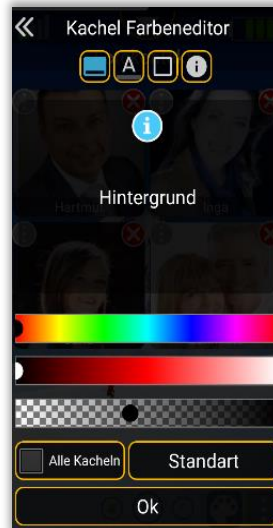 Kachel Farbeneditor
A
i
i
Hartmut
Inga
Hintergrund
Alle Kacheln
Standart
Ok